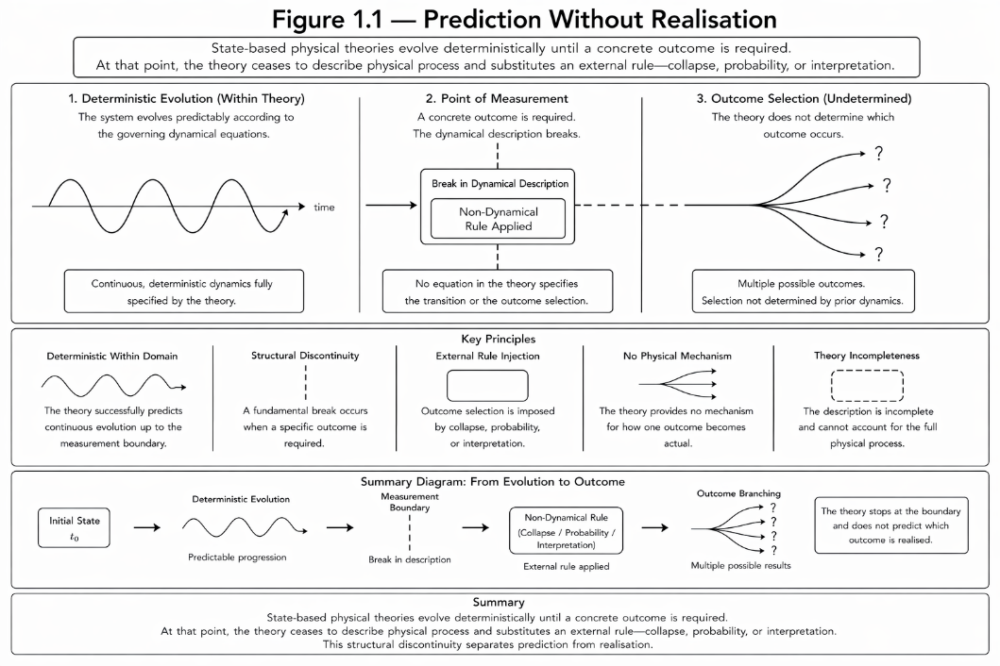 Figure 1.1 — Prediction Without Realisation
State-based physical theories evolve deterministically until a concrete outcome is required.
At that point, the theory ceases to describe physical process and substitutes an external rule—collapse, probability, or interpretation.
1. Deterministic Evolution (Within Theory)
The system evolves predictably according to
the governing dynamical equations.
time
Continuous, deterministic dynamics fully
specified by the theory.
2. Point of Measurement
A concrete outcome is required.
The dynamical description breaks.
Break in Dynamical Description
Non-Dynamical
Rule Applied
No equation in the theory specifies
the transition or the outcome selection.
3. Outcome Selection (Undetermined)
The theory does not determine which
outcome occurs.
?
?
?
?
Multiple possible outcomes.
Selection not determined by prior dynamics.
Key Principles
Deterministic Within Domain
The theory successfully predicts
continuous evolution up to the
measurement boundary.
Structural Discontinuity
A fundamental break occurs
when a specific outcome is
required.
External Rule Injection
Outcome selection is imposed
by collapse, probability,
or interpretation.
No Physical Mechanism
The theory provides no mechanism
for how one outcome becomes
actual.
Theory Incompleteness
The description is incomplete
and cannot account for the full
physical process.
Summary Diagram: From Evolution to Outcome
Initial State
t₀
Deterministic Evolution
Predictable progression
Measurement
Boundary
Break in description
Non-Dynamical Rule
(Collapse / Probability /
Interpretation)
External rule applied
Outcome Branching
?
?
?
?
Multiple possible results
The theory stops at the boundary
and does not predict which
outcome is realised.
Summary
State-based physical theories evolve deterministically until a concrete outcome is required.
At that point, the theory ceases to describe physical process and substitutes an external rule—collapse, probability, or interpretation.
This structural discontinuity separates prediction from realisation.